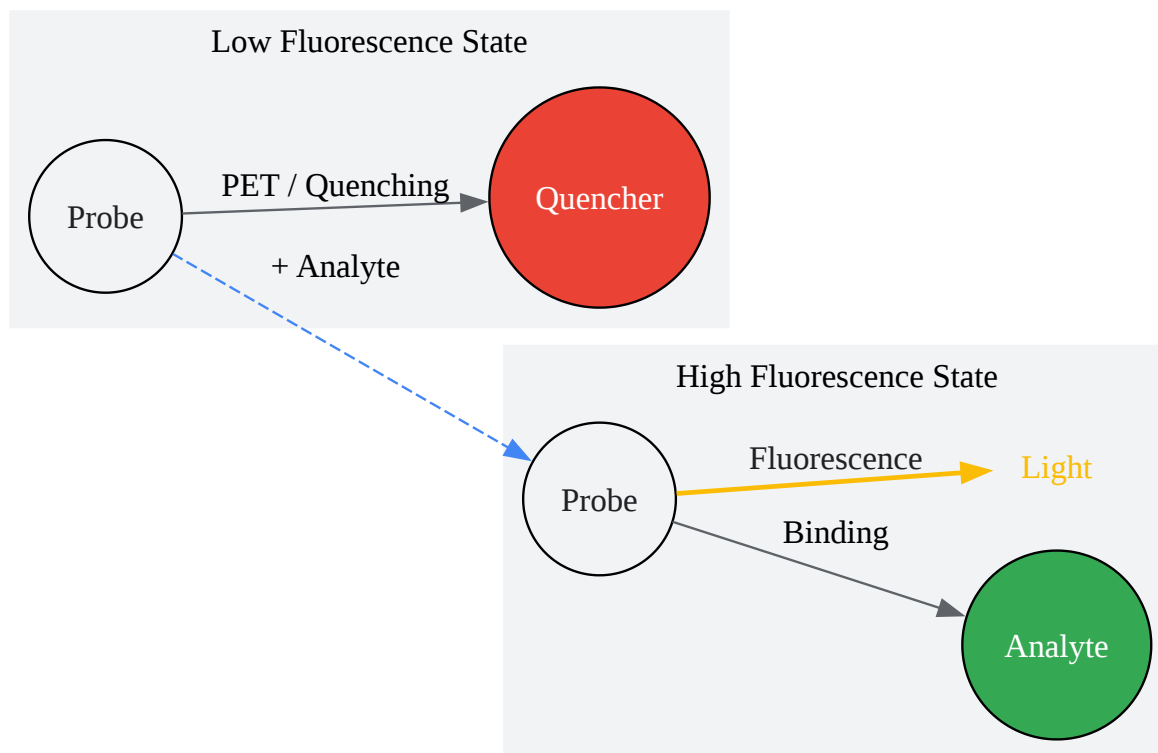 Low Fluorescence State
PET / Quenching
Probe
Quencher
+ Analyte
High Fluorescence State
Fluorescence
Light
Probe
Binding
Analyte